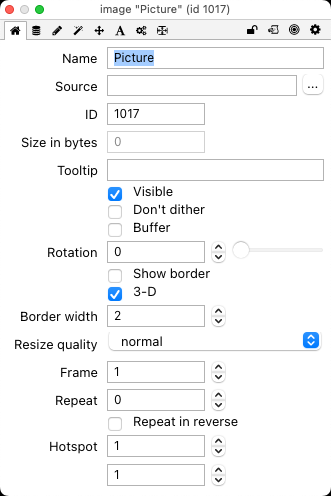 image "Picture" (id 1017)
A
Name Picture
Source ...
ID 1017
Size in bytes 0
Tooltip
Visible
Don't dither
Buffer
Rotation 0
Show border
3-D
Border width 2
Resize quality normal
Frame 1
Repeat 0
Repeat in reverse
Hotspot 1
1